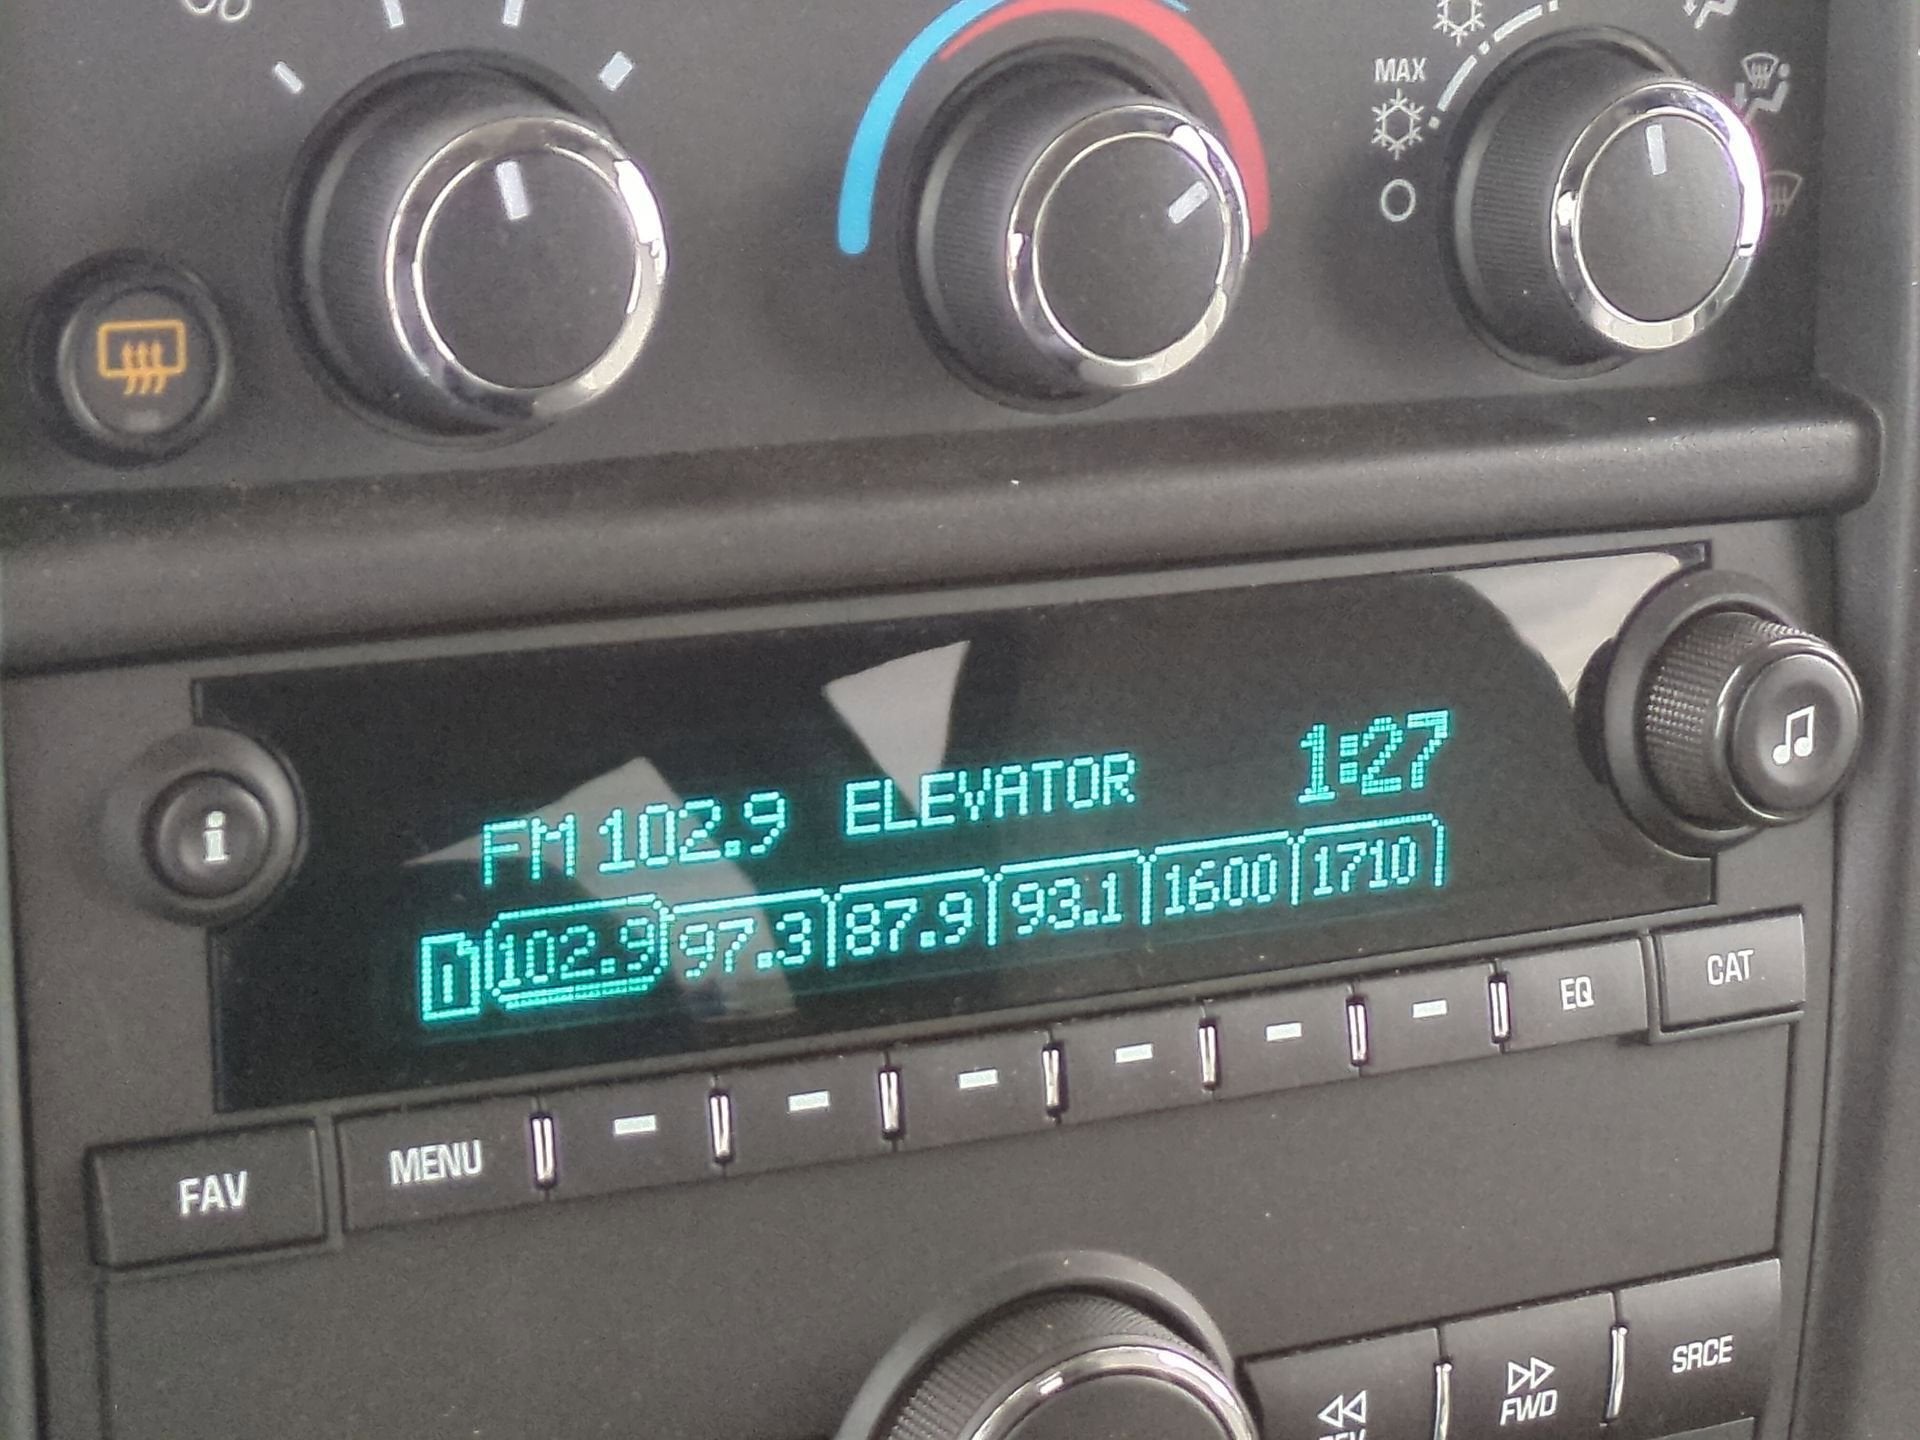 MAX
i
FM 102.9 ELEVATOR 1:27
1 102.9 97.3 87.9 93.1 1600 1710
FAV MENU EQ CAT
FWD SRCE